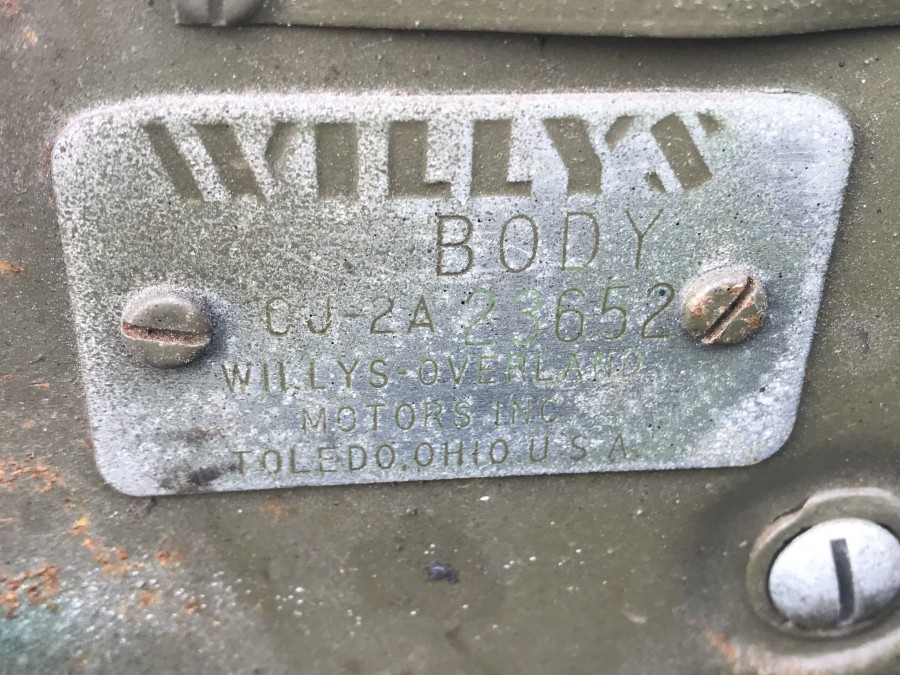 WILLYS
BODY
CJ-2A 23652
WILLYS-OVERLAND
MOTORS INC
TOLEDO, OHIO U.S.A.